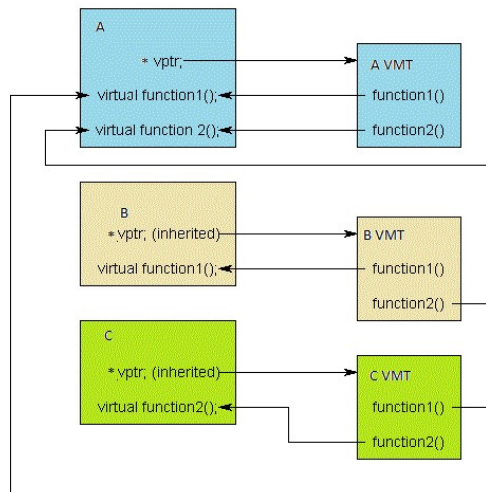 A
* vptr;
virtual function1();
virtual function 2();
A VMT
function1()
function2()
B
* vptr; (inherited)
virtual function1();
B VMT
function1()
function2()
C
* vptr; (inherited)
virtual function2();
C VMT
function1()
function2()